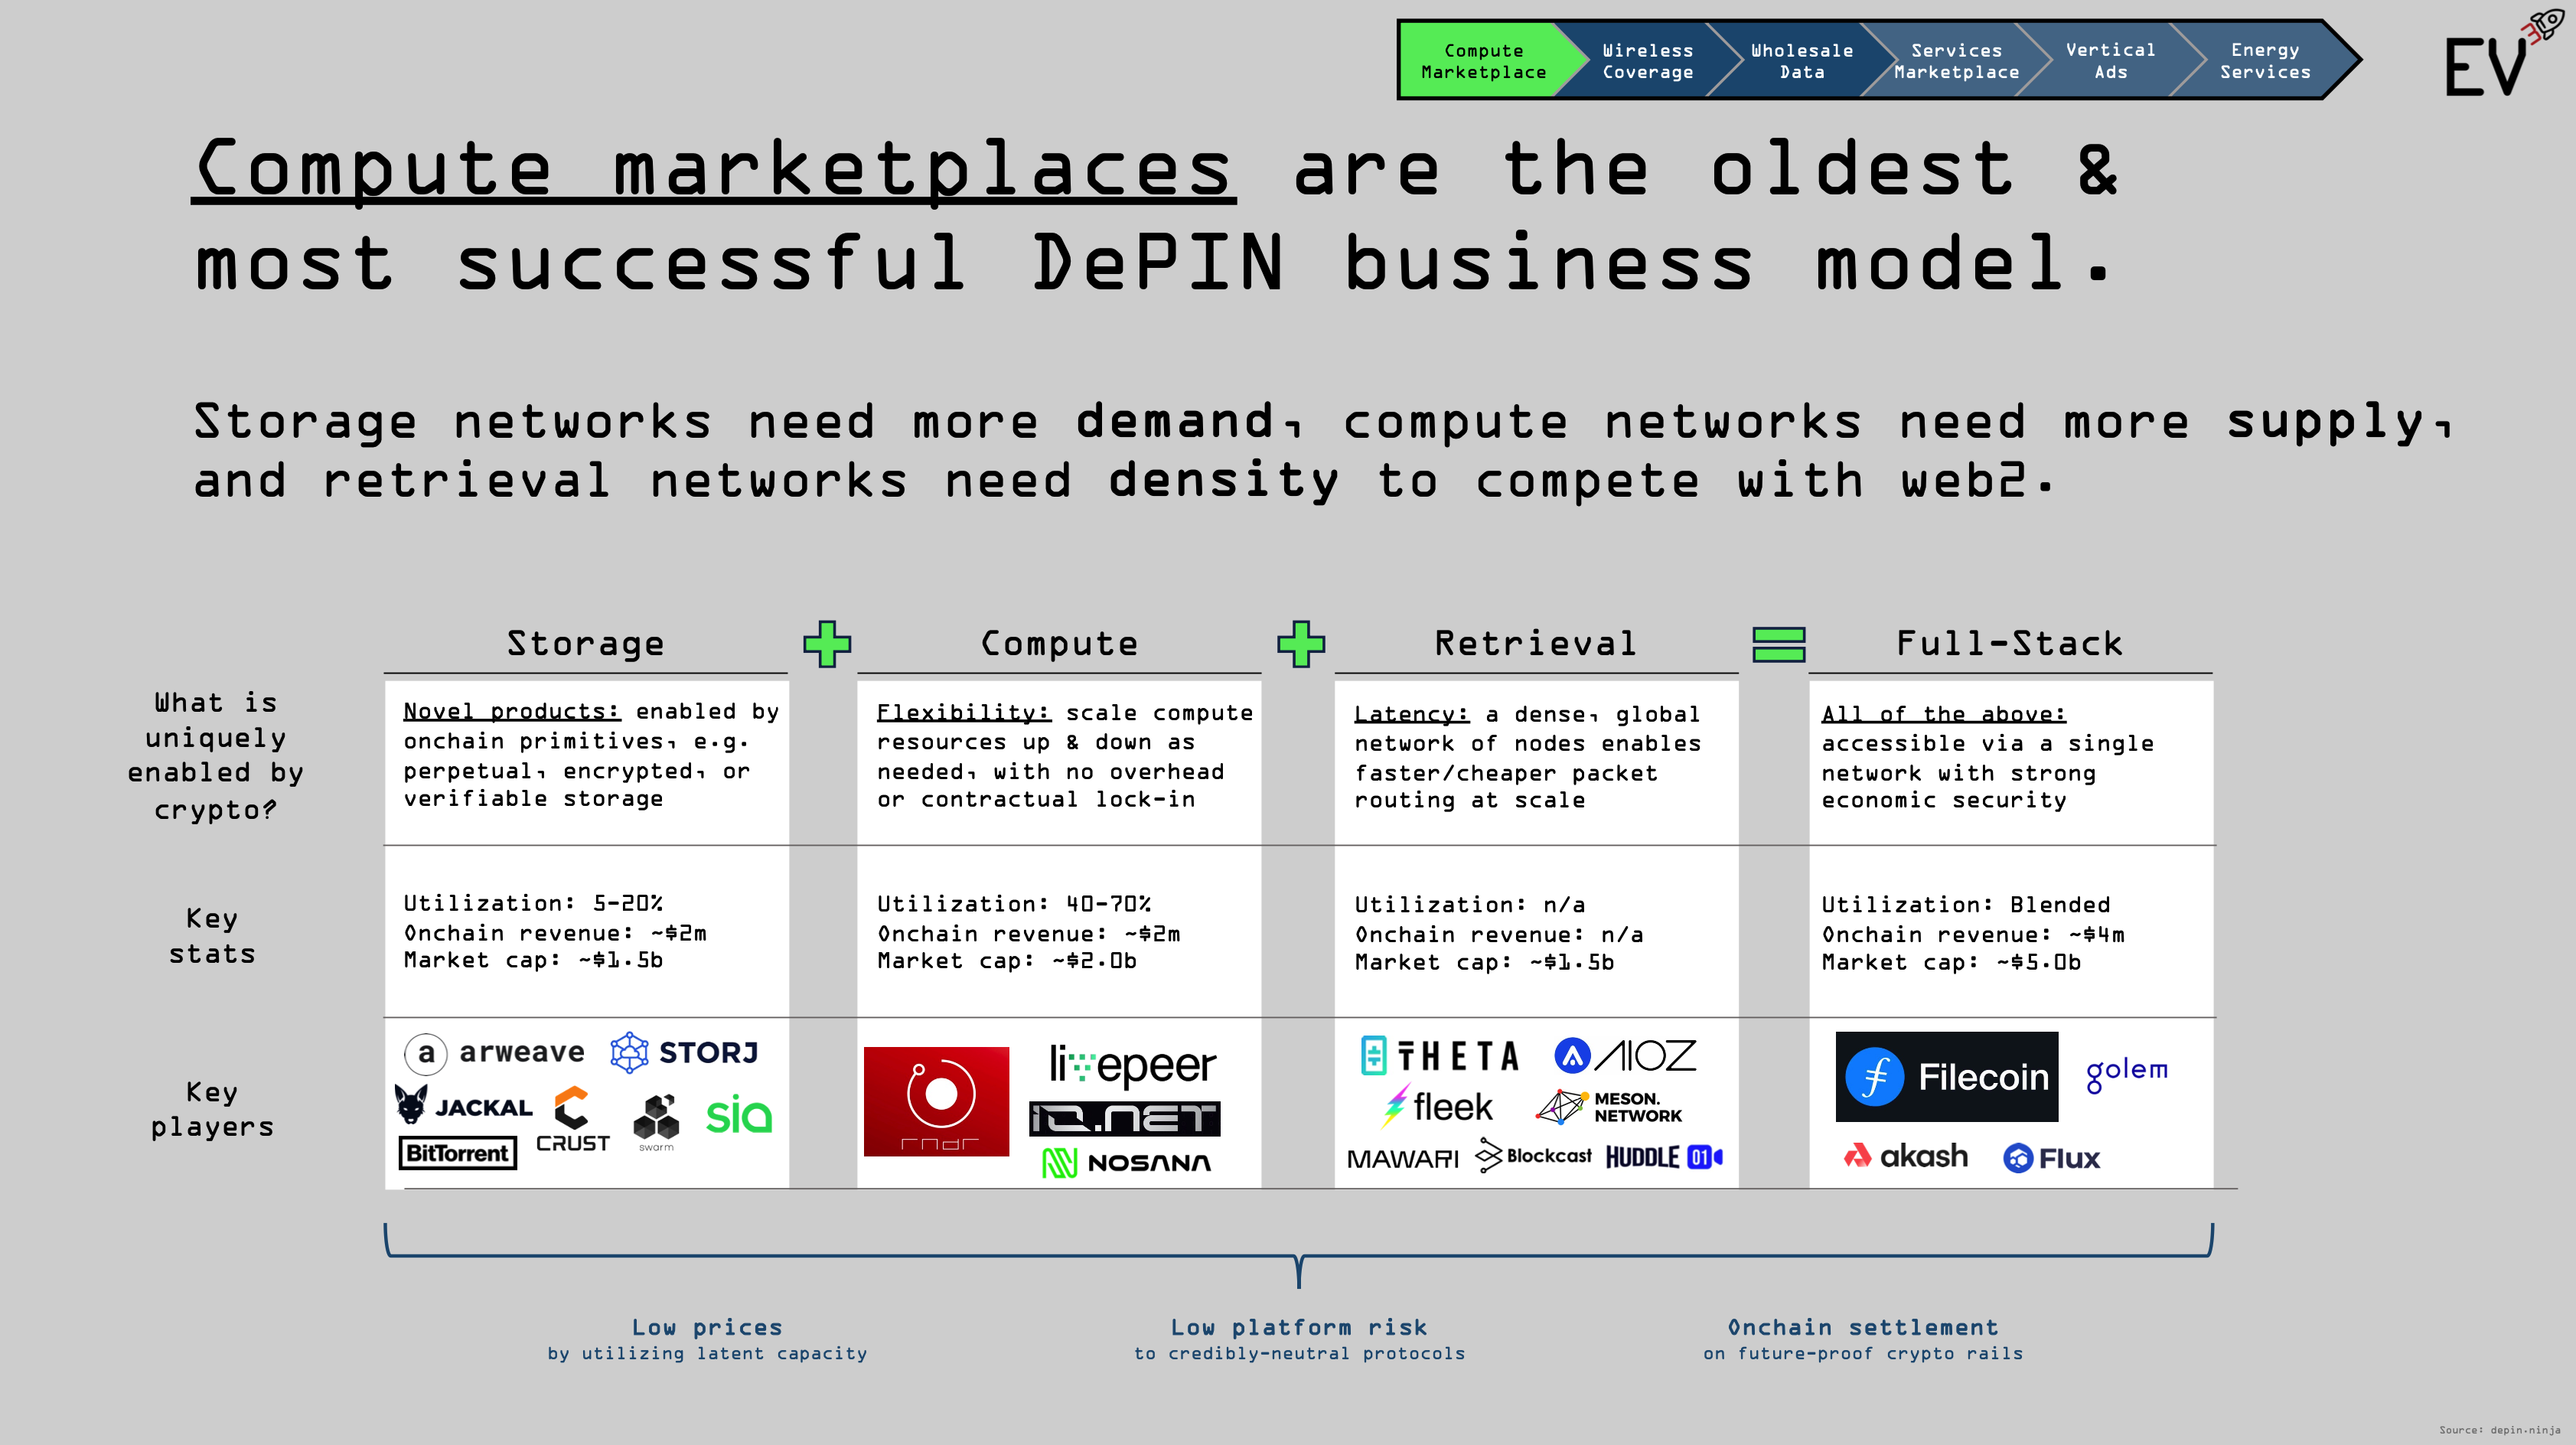 Compute
Marketplace
Wireless
Coverage
Wholesale
Data
Services
Marketplace
Vertical
Ads
Energy
Services
EV3
Compute marketplaces are the oldest &
most successful DePIN business model.
Storage networks need more demand, compute networks need more supply,
and retrieval networks need density to compete with web2.
Storage
Compute
Retrieval
Full-Stack
What is
uniquely
enabled by
crypto?
Novel products: enabled by
onchain primitives, e.g.
perpetual, encrypted, or
verifiable storage
Flexibility: scale compute
resources up & down as
needed, with no overhead
or contractual lock-in
Latency: a dense, global
network of nodes enables
faster/cheaper packet
routing at scale
All of the above:
accessible via a single
network with strong
economic security
Key
stats
Utilization: 5-20%
Onchain revenue: ~$2m
Market cap: ~$1.5b
Utilization: 40-70%
Onchain revenue: ~$2m
Market cap: ~$2.0b
Utilization: n/a
Onchain revenue: n/a
Market cap: ~$1.5b
Utilization: Blended
Onchain revenue: ~$4m
Market cap: ~$5.0b
Key
players
a arweave
STORJ
JACKAL
CRUST
swarm
sia
BitTorrent
rndr
livepeer
io.net
NOSANA
THETA
AIOZ
fleek
MESON.
NETWORK
MAWARI
Blockcast
HUDDLE 01
Filecoin
golem
akash
Flux
Low prices
by utilizing latent capacity
Low platform risk
to credibly-neutral protocols
Onchain settlement
on future-proof crypto rails
Source: depin.ninja